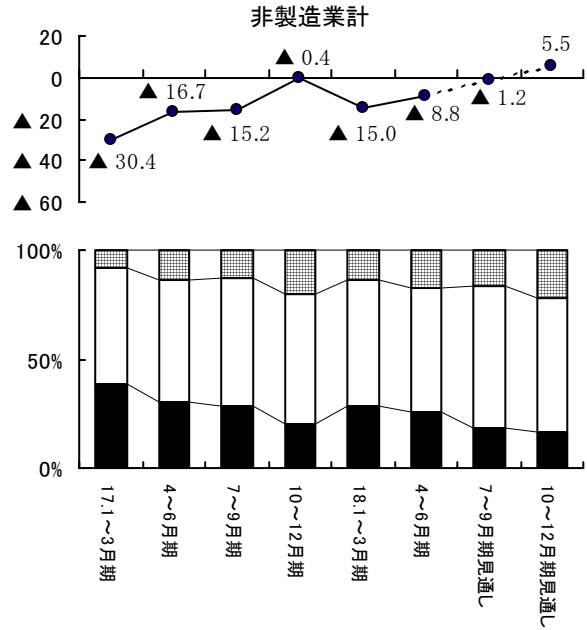 非製造業計
20
0
▲ 20
▲ 40
▲ 60
▲ 30.4
▲ 16.7
▲ 15.2
▲ 0.4
▲ 15.0
▲ 8.8
▲ 1.2
5.5
100%
50%
0%
17.1~3月期
4~6月期
7~9月期
10~12月期
18.1~3月期
4~6月期
7~9月期見通し
10~12月期見通し